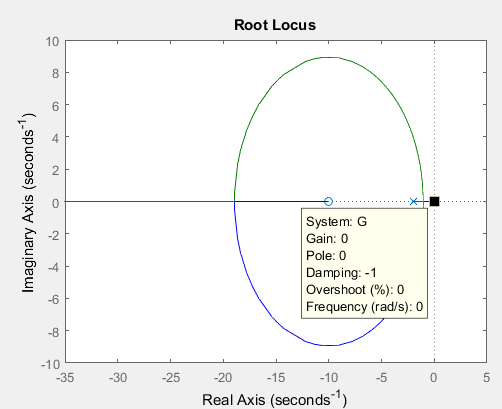 Root Locus
10
8
6
4
2
0
-2
-4
-6
-8
-10
Imaginary Axis (seconds⁻¹)
System: G
Gain: 0
Pole: 0
Damping: -1
Overshoot (%): 0
Frequency (rad/s): 0
-35 -30 -25 -20 -15 -10 -5 0 5
Real Axis (seconds⁻¹)